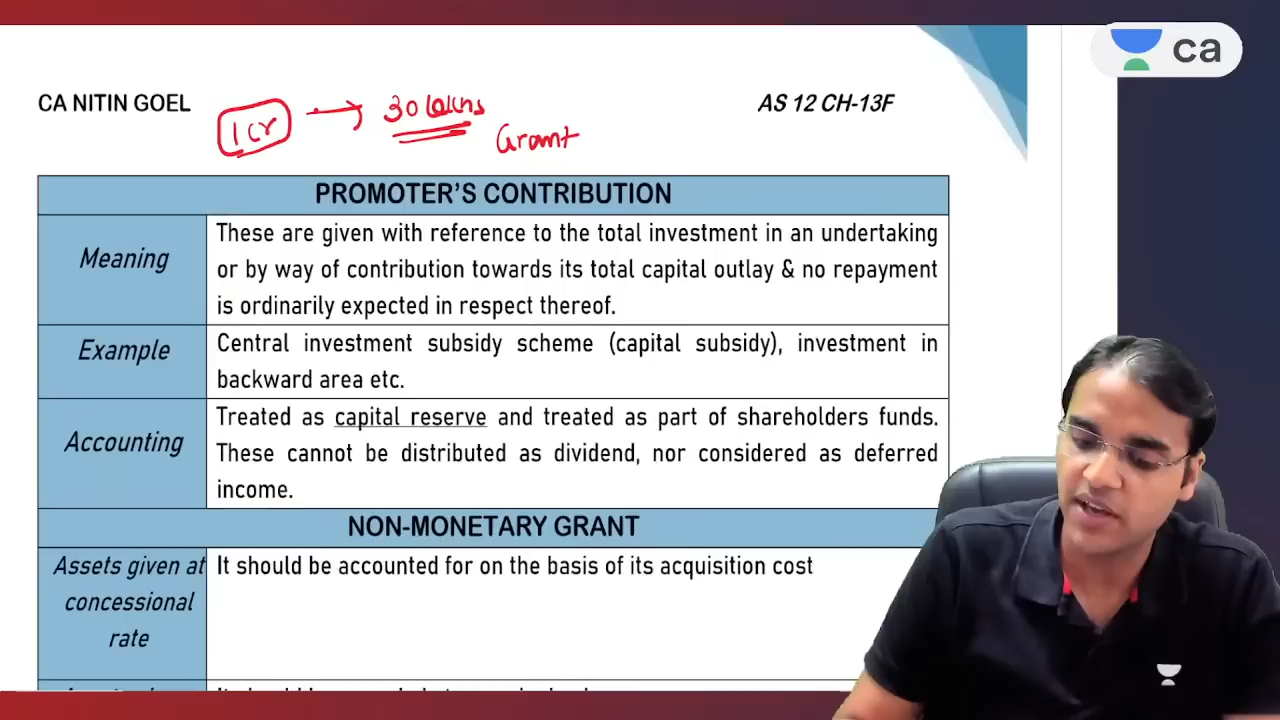 ca
CA NITIN GOEL
1 cr → 30 lakhs
Grant
AS 12 CH-13F
PROMOTER'S CONTRIBUTION
Meaning
These are given with reference to the total investment in an undertaking
or by way of contribution towards its total capital outlay & no repayment
is ordinarily expected in respect thereof.
Example
Central investment subsidy scheme (capital subsidy), investment in
backward area etc.
Accounting
Treated as capital reserve and treated as part of shareholders funds.
These cannot be distributed as dividend, nor considered as deferred
income.
NON-MONETARY GRANT
Assets given at
concessional
rate
It should be accounted for on the basis of its acquisition cost